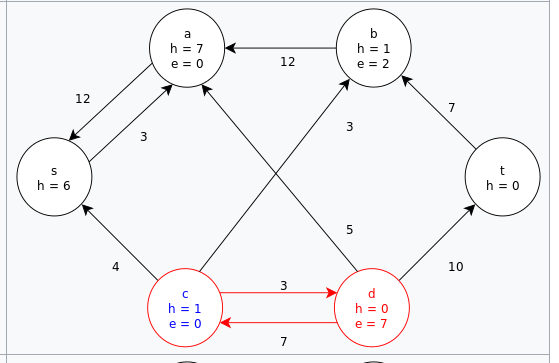 a
h = 7
e = 0
b
h = 1
e = 2
12
12
3
3
7
s
h = 6
t
h = 0
5
4
10
c
h = 1
e = 0
3
d
h = 0
e = 7
7